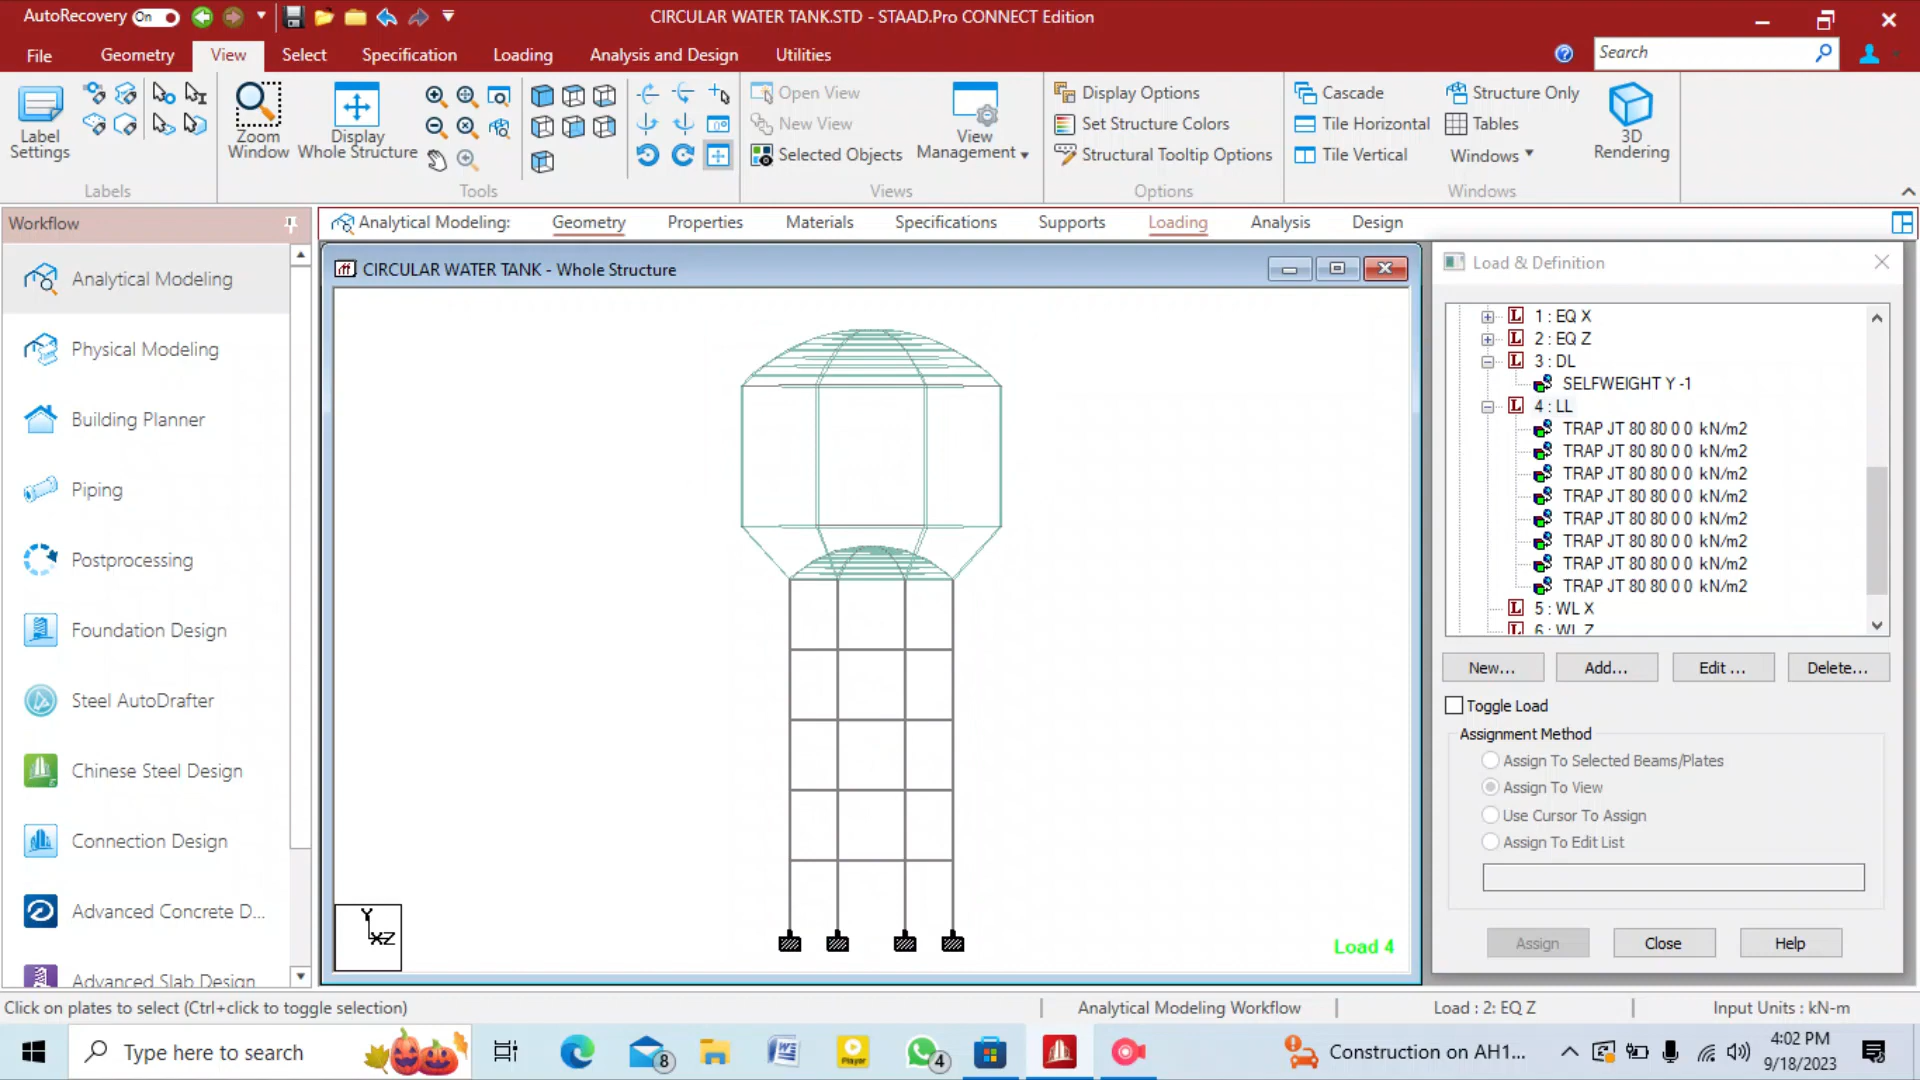 AutoRecovery On
CIRCULAR WATER TANK.STD - STAAD.Pro CONNECT Edition
File Geometry View Select Specification Loading Analysis and Design Utilities
Search
Label Settings
Labels
Zoom Window
Display Whole Structure
Tools
Open View
New View
Selected Objects
View Management
Views
Display Options
Set Structure Colors
Structural Tooltip Options
Options
Cascade
Tile Horizontal
Tile Vertical
Structure Only
Tables
Windows
Windows
3D Rendering
Workflow
Analytical Modeling
Physical Modeling
Building Planner
Piping
Postprocessing
Foundation Design
Steel AutoDrafter
Chinese Steel Design
Connection Design
Advanced Concrete D...
Advanced Slab Design
Analytical Modeling: Geometry Properties Materials Specifications Supports Loading Analysis Design
CIRCULAR WATER TANK - Whole Structure
Y
XZ
Load 4
Load & Definition
1 : EQ X
2 : EQ Z
3 : DL
SELFWEIGHT Y -1
4 : LL
TRAP JT 80 80 0 0 kN/m2
TRAP JT 80 80 0 0 kN/m2
TRAP JT 80 80 0 0 kN/m2
TRAP JT 80 80 0 0 kN/m2
TRAP JT 80 80 0 0 kN/m2
TRAP JT 80 80 0 0 kN/m2
TRAP JT 80 80 0 0 kN/m2
TRAP JT 80 80 0 0 kN/m2
5 : WL X
6 : WL Z
New... Add... Edit ... Delete...
Toggle Load
Assignment Method
Assign To Selected Beams/Plates
Assign To View
Use Cursor To Assign
Assign To Edit List
Assign Close Help
Click on plates to select (Ctrl+click to toggle selection)
Analytical Modeling Workflow
Load : 2: EQ Z
Input Units : kN-m
Type here to search
8
Player
4
Construction on AH1...
4:02 PM
9/18/2023